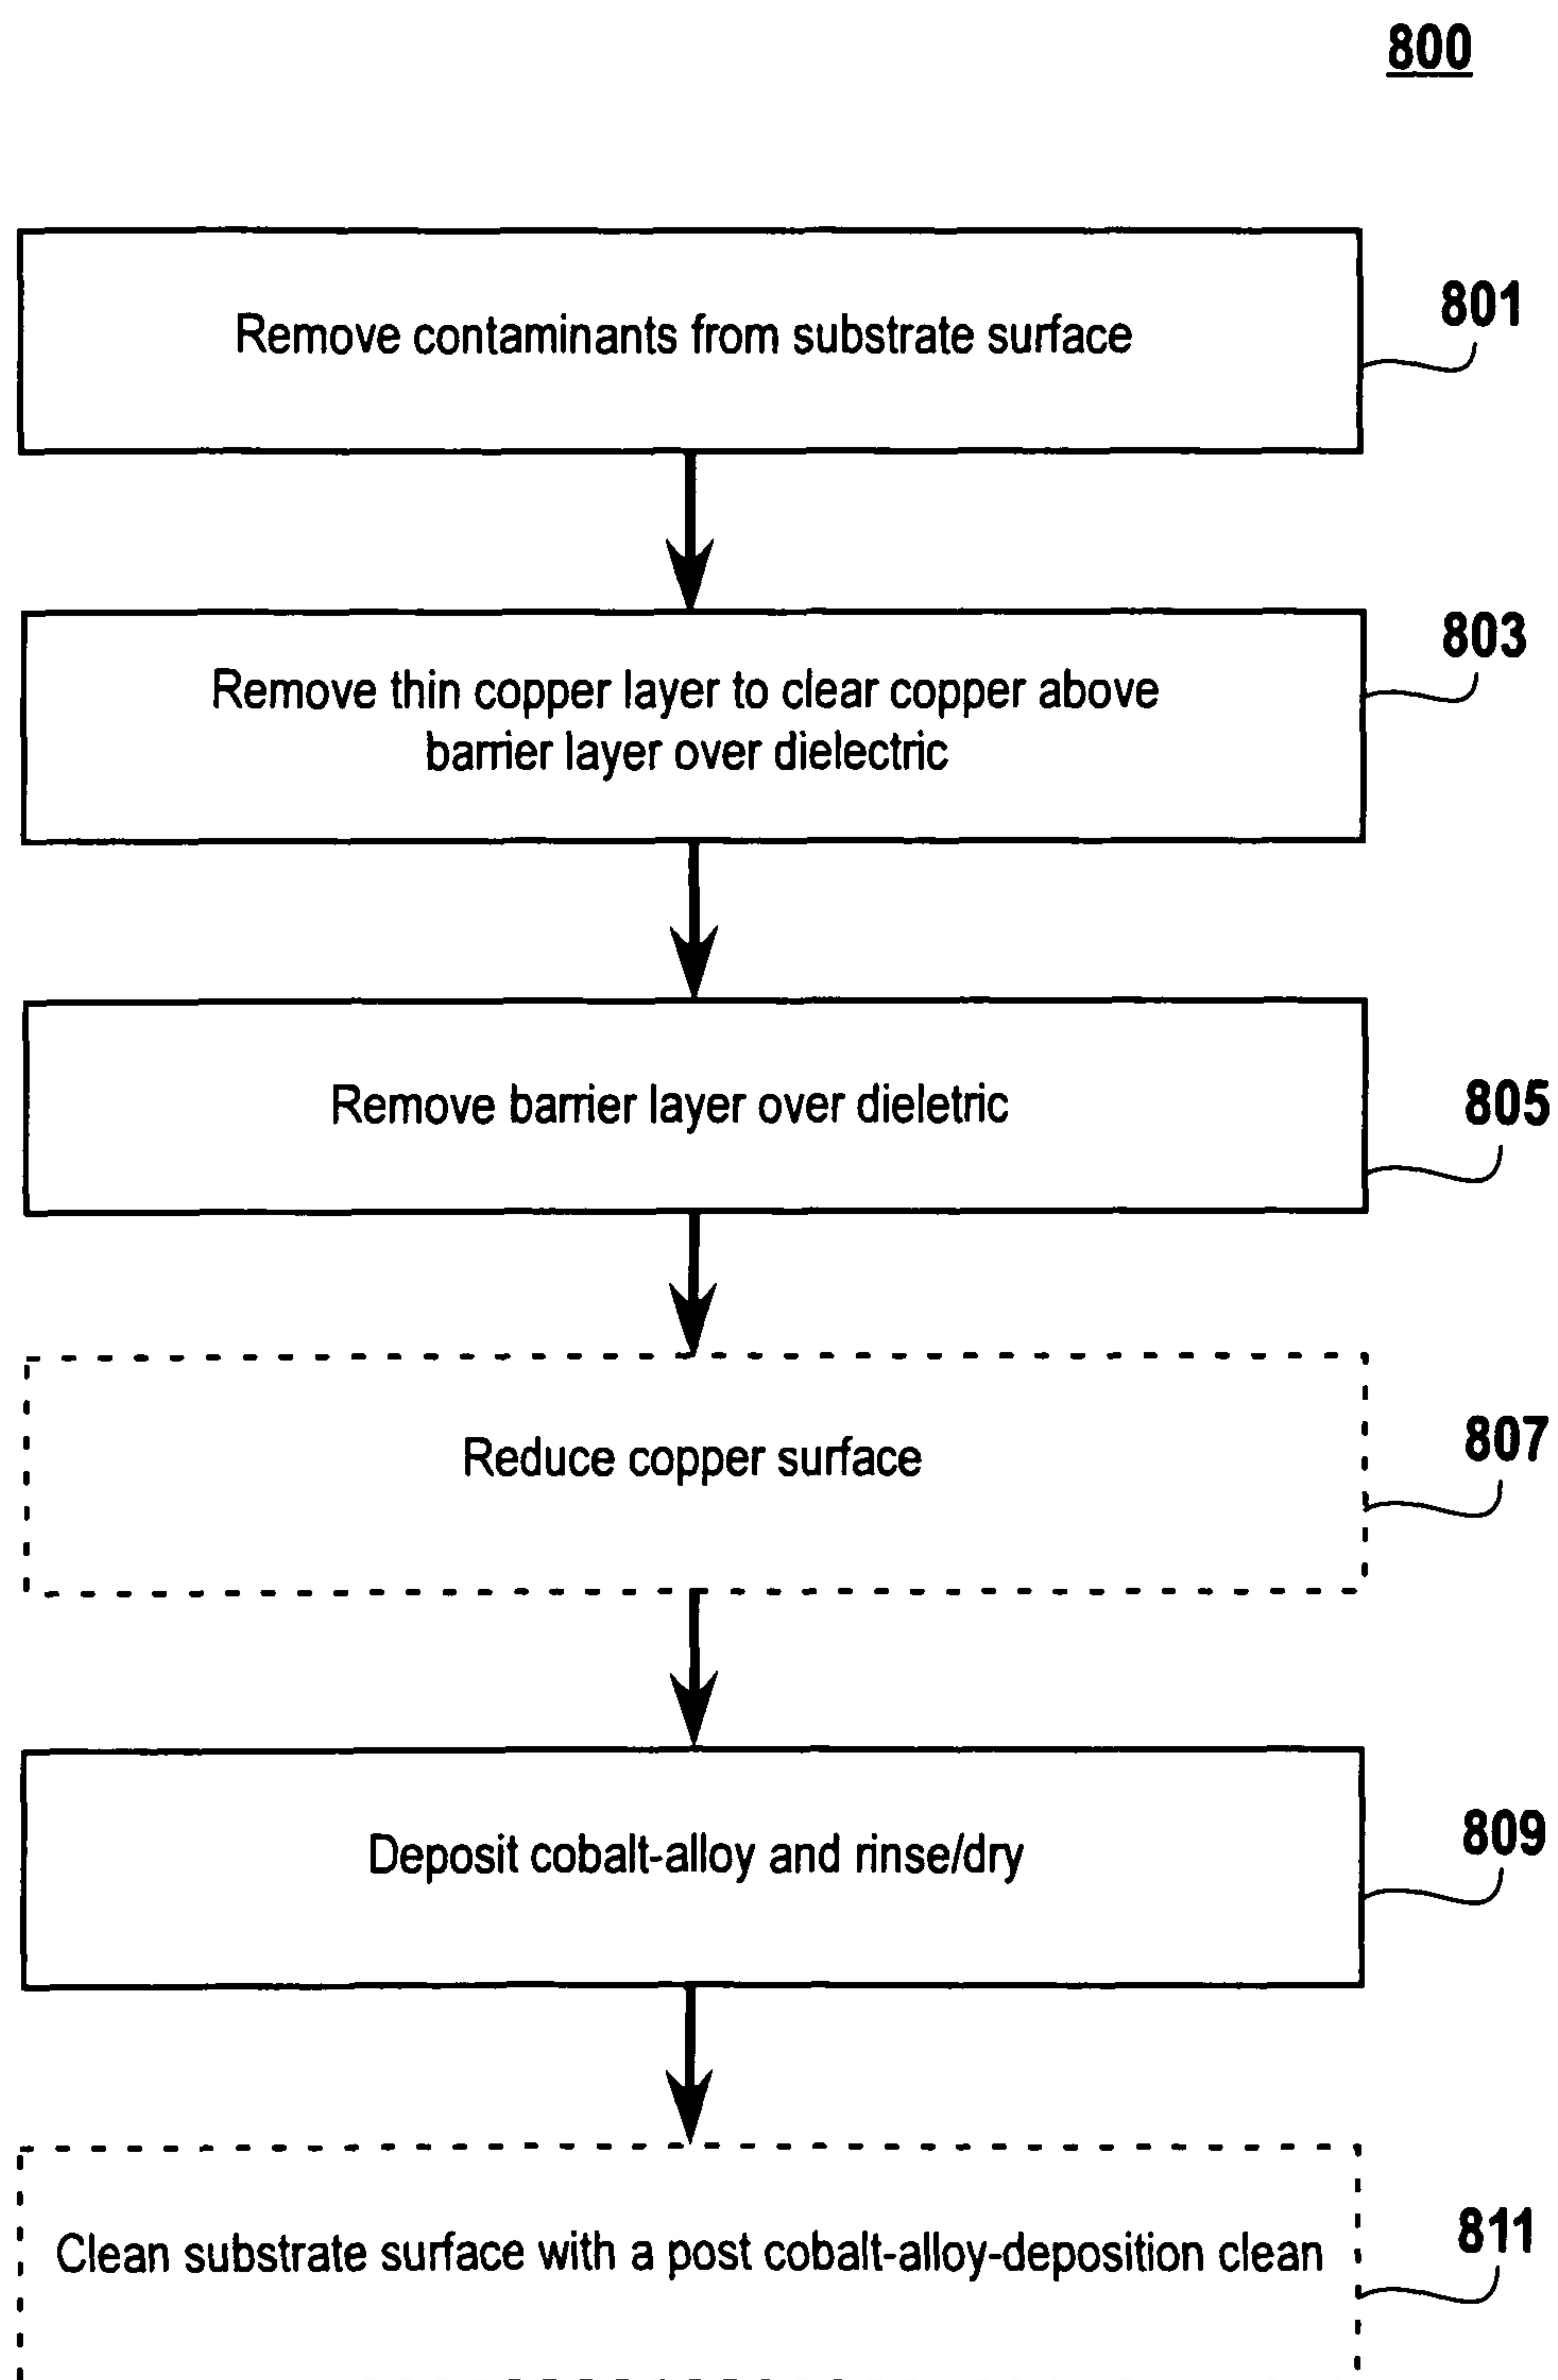 800
Remove contaminants from substrate surface
801
Remove thin copper layer to clear copper above
barrier layer over dielectric
803
Remove barrier layer over dieletric
805
Reduce copper surface
807
Deposit cobalt-alloy and rinse/dry
809
Clean substrate surface with a post cobalt-alloy-deposition clean
811